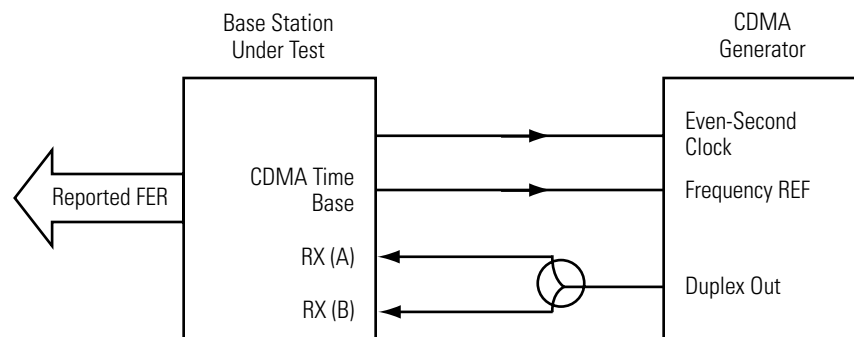 Base Station
Under Test
CDMA
Generator
Reported FER
CDMA Time
Base
RX (A)
RX (B)
Even-Second
Clock
Frequency REF
Duplex Out